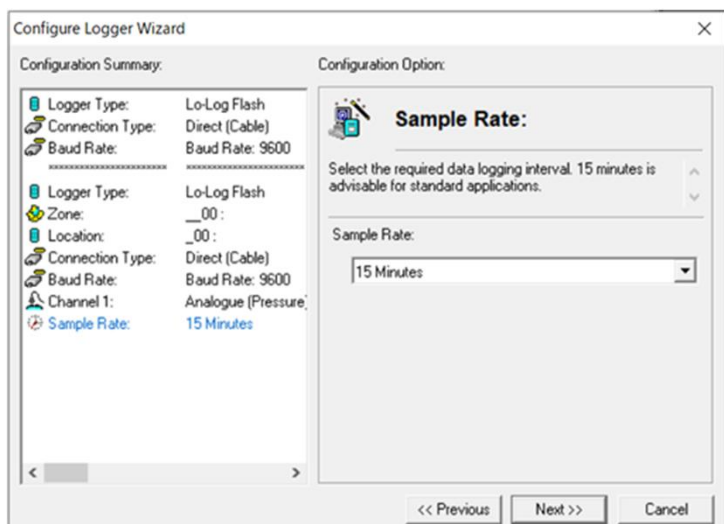 Configure Logger Wizard
Configuration Summary:
Logger Type: Lo-Log Flash
Connection Type: Direct (Cable)
Baud Rate: Baud Rate: 9600
Logger Type: Lo-Log Flash
Zone: __00 :
Location: _00 :
Connection Type: Direct (Cable)
Baud Rate: Baud Rate: 9600
Channel 1: Analogue (Pressure)
Sample Rate: 15 Minutes
Configuration Option:
Sample Rate:
Select the required data logging interval. 15 minutes is
advisable for standard applications.
Sample Rate:
15 Minutes
<< Previous
Next >>
Cancel